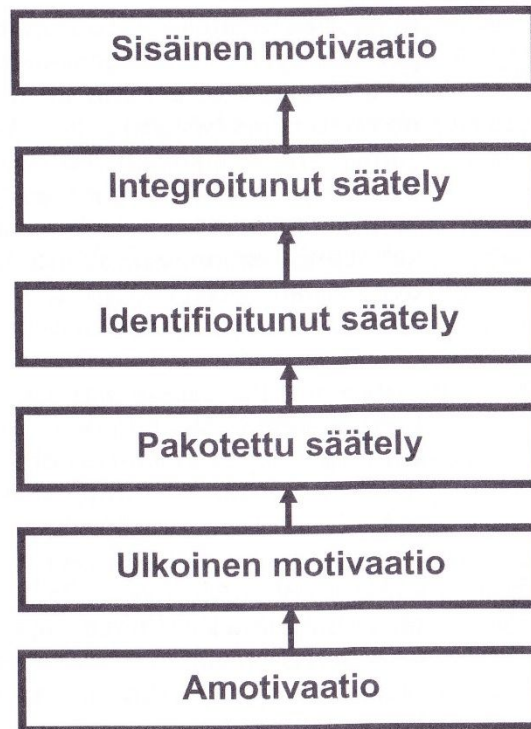 Sisäinen motivaatio
Integroitunut säätely
Identifioitunut säätely
Pakotettu säätely
Ulkoinen motivaatio
Amotivaatio